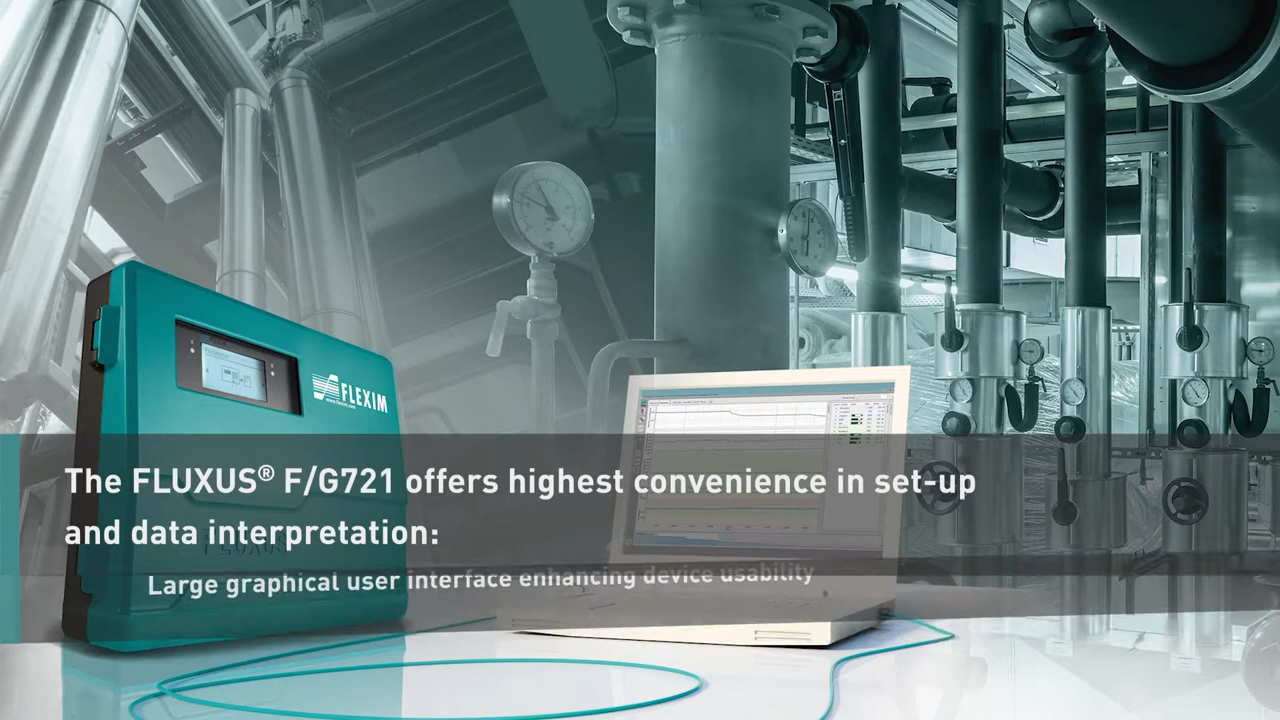 FLEXIM
The FLUXUS® F/G721 offers highest convenience in set-up
and data interpretation:
FLUXUS
Large graphical user interface enhancing device usability